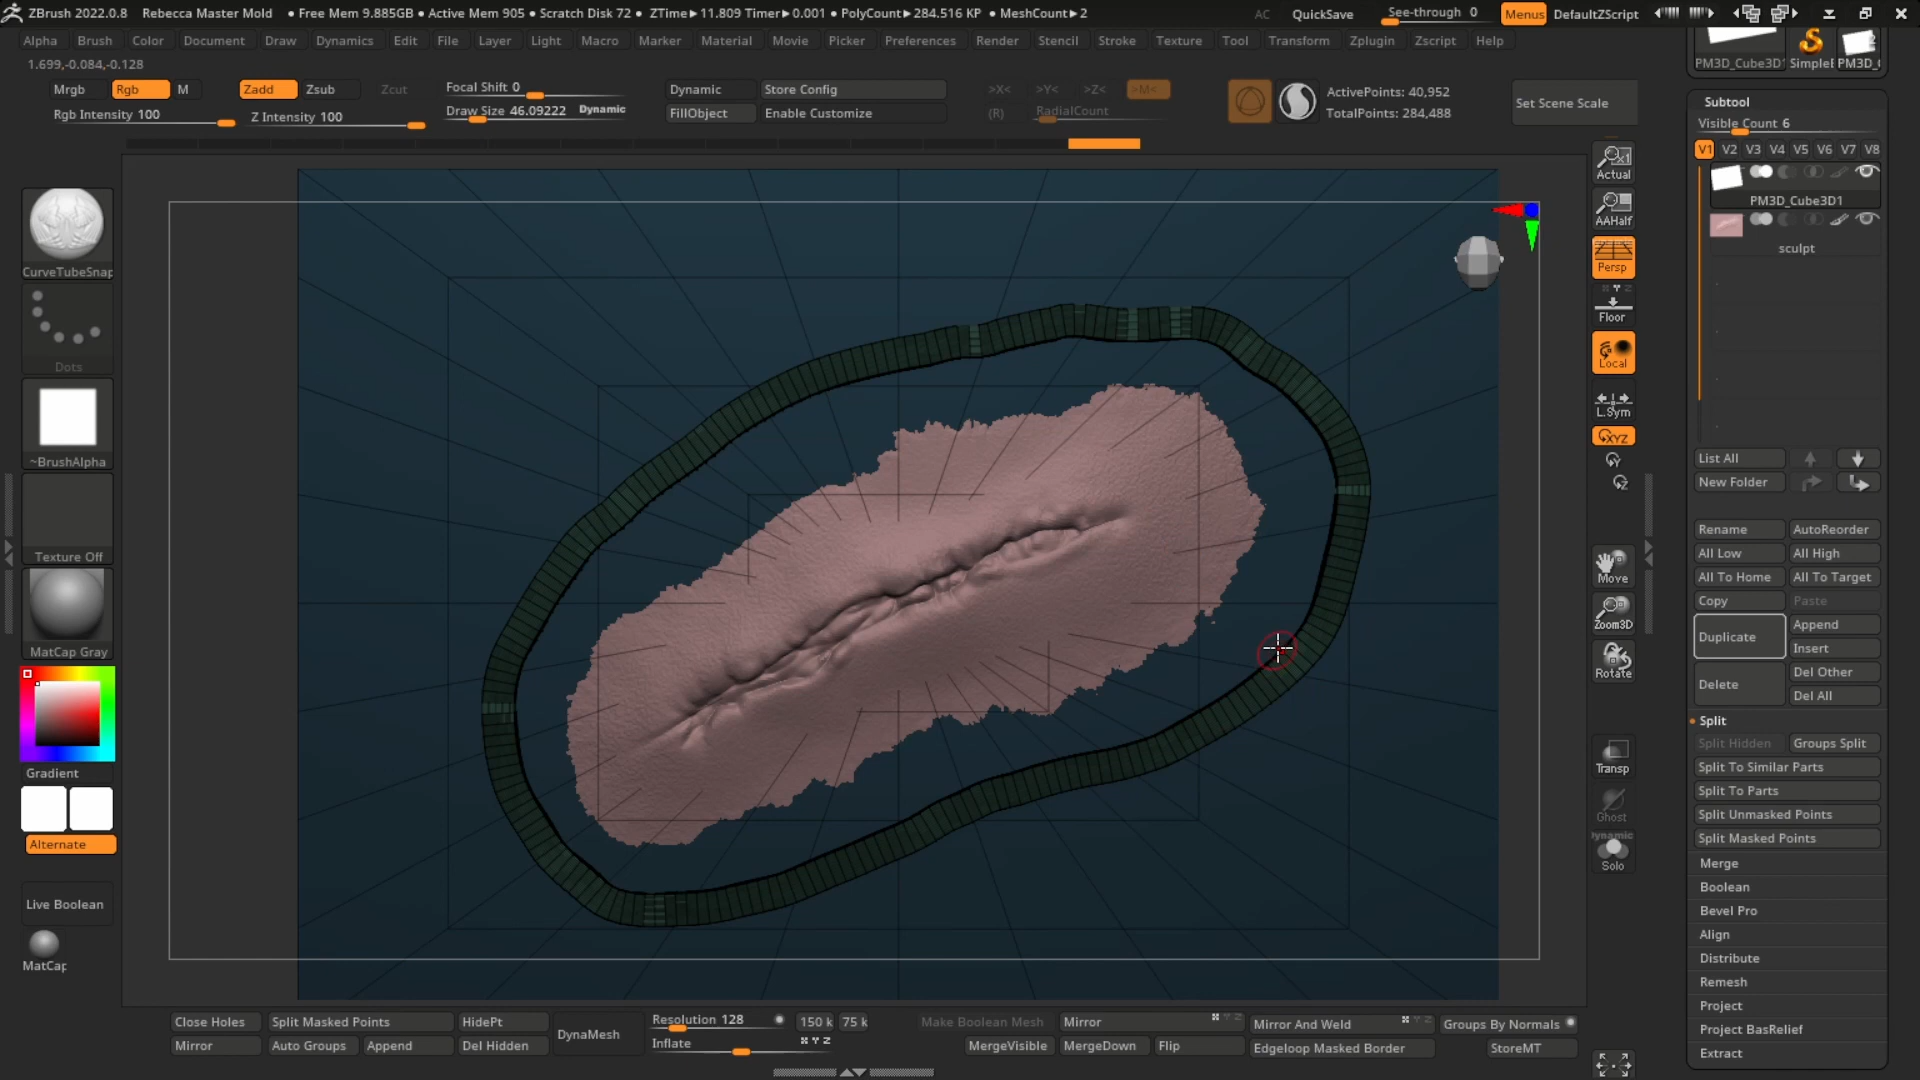 ZBrush 2022.0.8 Rebecca Master Mold • Free Mem 9.885GB • Active Mem 905 • Scratch Disk 72 • ZTime▸11.809 Timer▸0.001 • PolyCount▸284.516 KP • MeshCount▸2 AC QuickSave See-through 0 Menus DefaultZScript
Alpha Brush Color Document Draw Dynamics Edit File Layer Light Macro Marker Material Movie Picker Preferences Render Stencil Stroke Texture Tool Transform Zplugin Zscript Help
1.699,-0.084,-0.128
Mrgb Rgb M Zadd Zsub Zcut Focal Shift 0 Dynamic Store Config >X< >Y< >Z< >M< ActivePoints: 40,952 Set Scene Scale
Rgb Intensity 100 Z Intensity 100 Draw Size 46.09222 Dynamic FillObject Enable Customize (R) RadialCount TotalPoints: 284,488
CurveTubeSnap
Dots
~BrushAlpha
Texture Off
MatCap Gray
Gradient
Alternate
Live Boolean
MatCap
Actual
AAHalf
Persp
Floor
Local
L.Sym
XYZ
Y
Z
Move
Zoom3D
Rotate
Transp
Ghost
Dynamic
Solo
PM3D_Cube3D1 SimpleB PM3D_C
Subtool
Visible Count 6
V1 V2 V3 V4 V5 V6 V7 V8
PM3D_Cube3D1
sculpt
List All
New Folder
Rename AutoReorder
All Low All High
All To Home All To Target
Copy Paste
Duplicate Append
Insert
Delete Del Other
Del All
Split
Split Hidden Groups Split
Split To Similar Parts
Split To Parts
Split Unmasked Points
Split Masked Points
Merge
Boolean
Bevel Pro
Align
Distribute
Remesh
Project
Project BasRelief
Extract
Close Holes Split Masked Points HidePt DynaMesh Resolution 128 150 k 75 k Make Boolean Mesh Mirror Mirror And Weld Groups By Normals
Mirror Auto Groups Append Del Hidden Inflate X Y Z MergeVisible MergeDown Flip Edgeloop Masked Border StoreMT